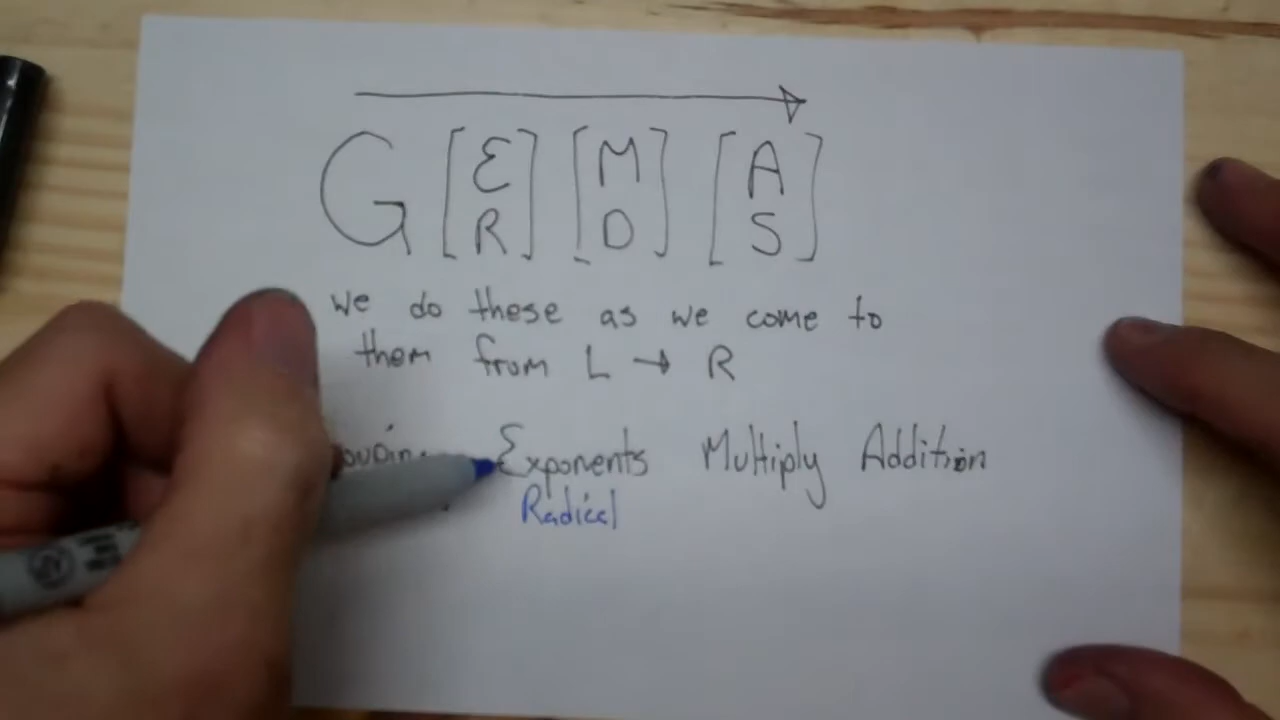 G [E] [M] [A]
[R] [D] [S]
we do these as we come to
them from L → R
Exponents Multiply Addition
Radical